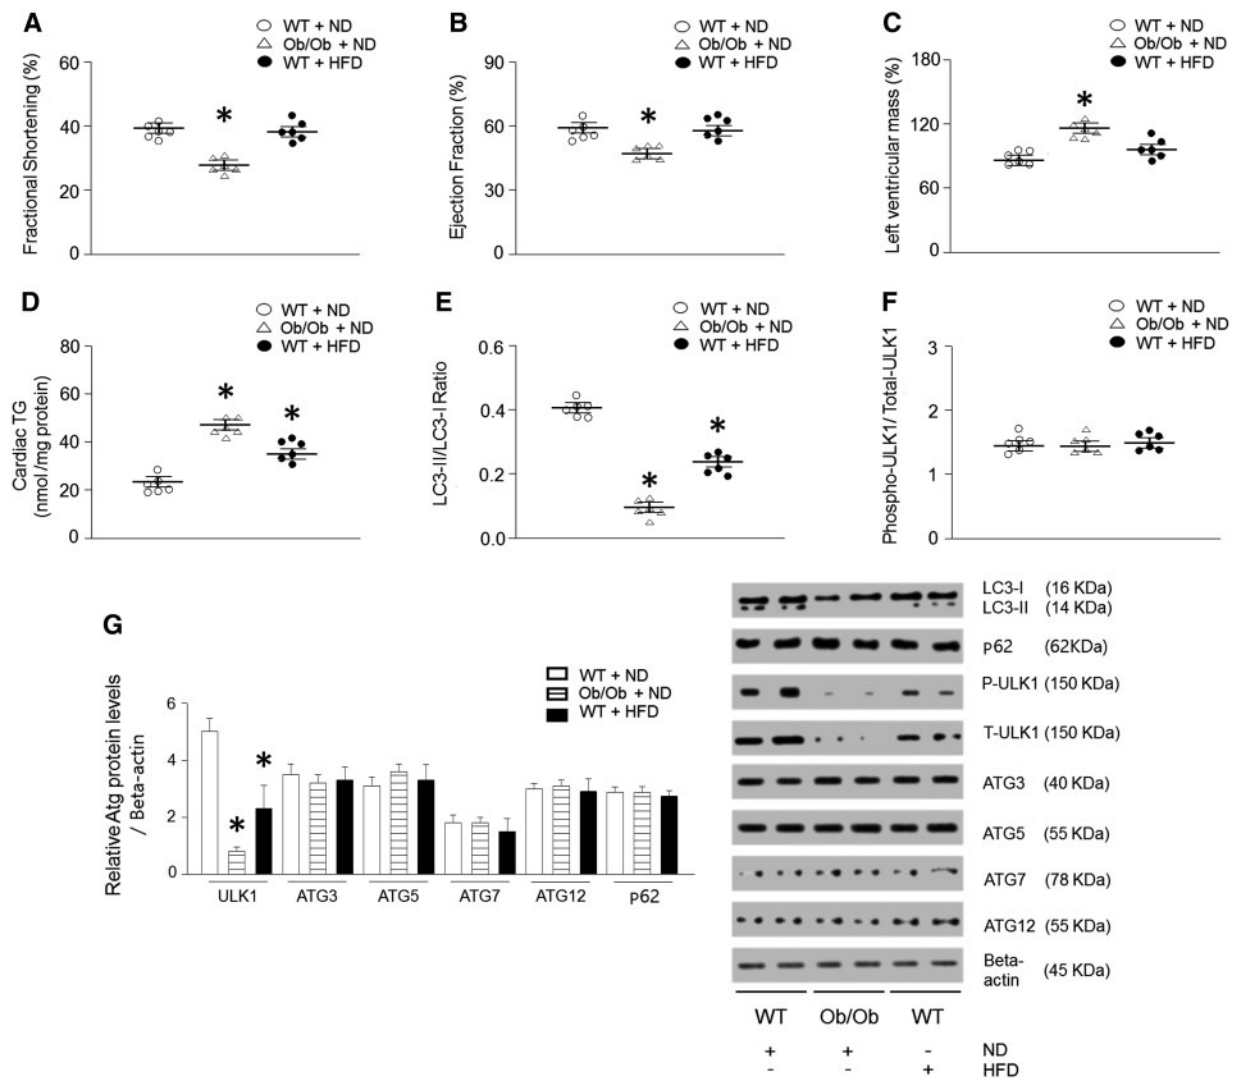 A
WT + ND
Ob/Ob + ND
WT + HFD
Fractional Shortening (%)
60
40
20
0
*
B
WT + ND
Ob/Ob + ND
WT + HFD
Ejection Fraction (%)
90
60
30
0
*
C
WT + ND
Ob/Ob + ND
WT + HFD
Left ventricular mass (%)
180
120
60
0
*
D
WT + ND
Ob/Ob + ND
WT + HFD
Cardiac TG
(nmol/mg protein)
80
60
40
20
0
*
*
E
WT + ND
Ob/Ob + ND
WT + HFD
LC3-II/LC3-I Ratio
0.6
0.4
0.2
0.0
*
*
F
WT + ND
Ob/Ob + ND
WT + HFD
Phospho-ULK1/Total-ULK1
3
2
1
0
G
WT + ND
Ob/Ob + ND
WT + HFD
Relative Atg protein levels
/ Beta-actin
6
4
2
0
*
*
ULK1 ATG3 ATG5 ATG7 ATG12 p62
LC3-I (16 KDa)
LC3-II (14 KDa)
p62 (62KDa)
P-ULK1 (150 KDa)
T-ULK1 (150 KDa)
ATG3 (40 KDa)
ATG5 (55 KDa)
ATG7 (78 KDa)
ATG12 (55 KDa)
Beta-
actin (45 KDa)
WT Ob/Ob WT
+ + - ND
- - + HFD